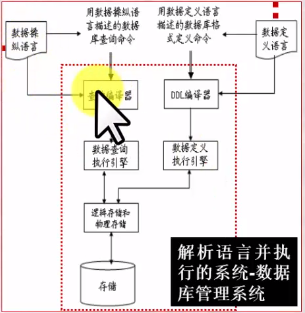 数据操
纵语言
用数据操纵语
言描述的数据
库查询命令
用数据定义语言
描述的数据库格
式定义命令
数据定
义语言
编译器
DDL编译器
数据查询
执行引擎
数据定义
执行引擎
逻辑存储和
物理存储
存储
解析语言并执
行的系统-数据
库管理系统